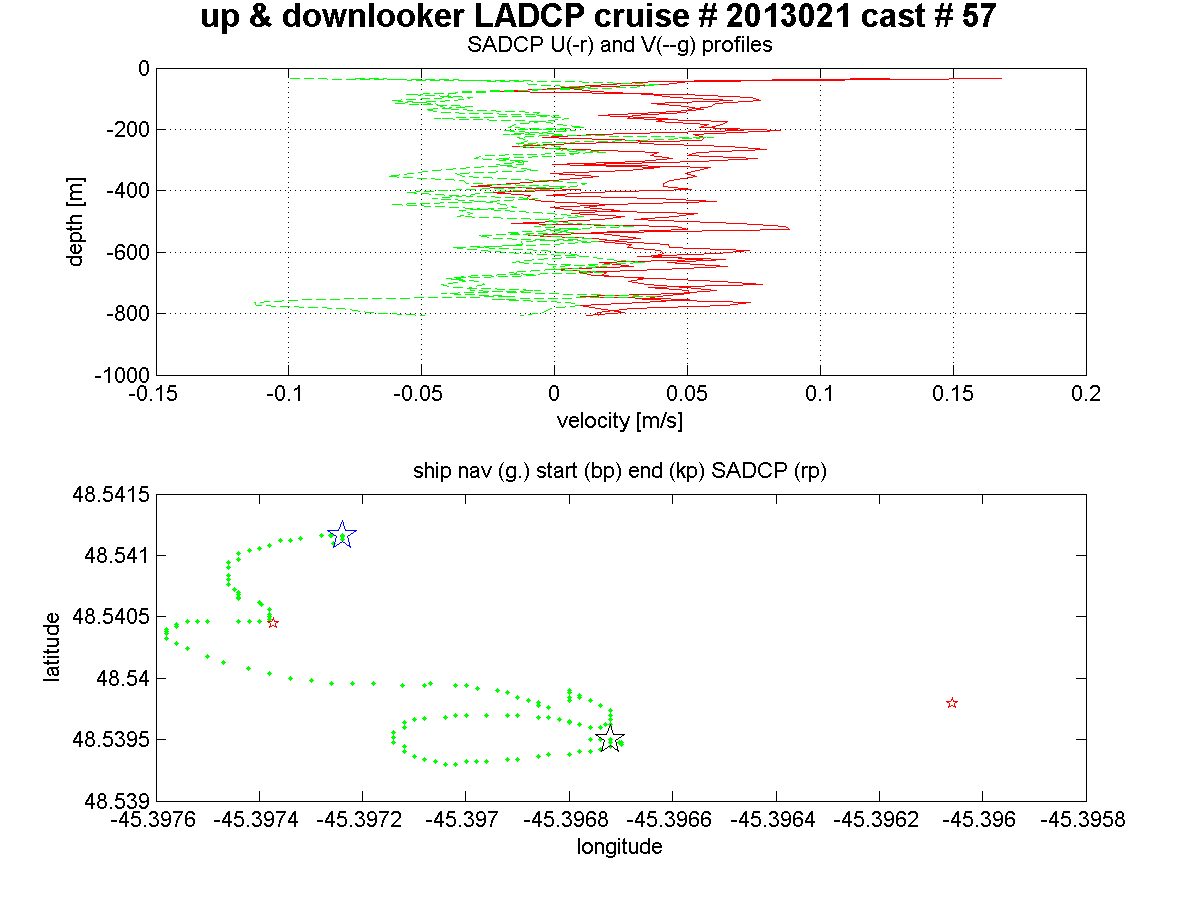 up & downlooker LADCP cruise # 2013021 cast # 57
SADCP U(-r) and V(--g) profiles
0
-200
-400
-600
-800
-1000
depth [m]
-0.15 -0.1 -0.05 0 0.05 0.1 0.15 0.2
velocity [m/s]
ship nav (g.) start (bp) end (kp) SADCP (rp)
48.5415
48.541
48.5405
48.54
48.5395
48.539
latitude
-45.3976 -45.3974 -45.3972 -45.397 -45.3968 -45.3966 -45.3964 -45.3962 -45.396 -45.3958
longitude